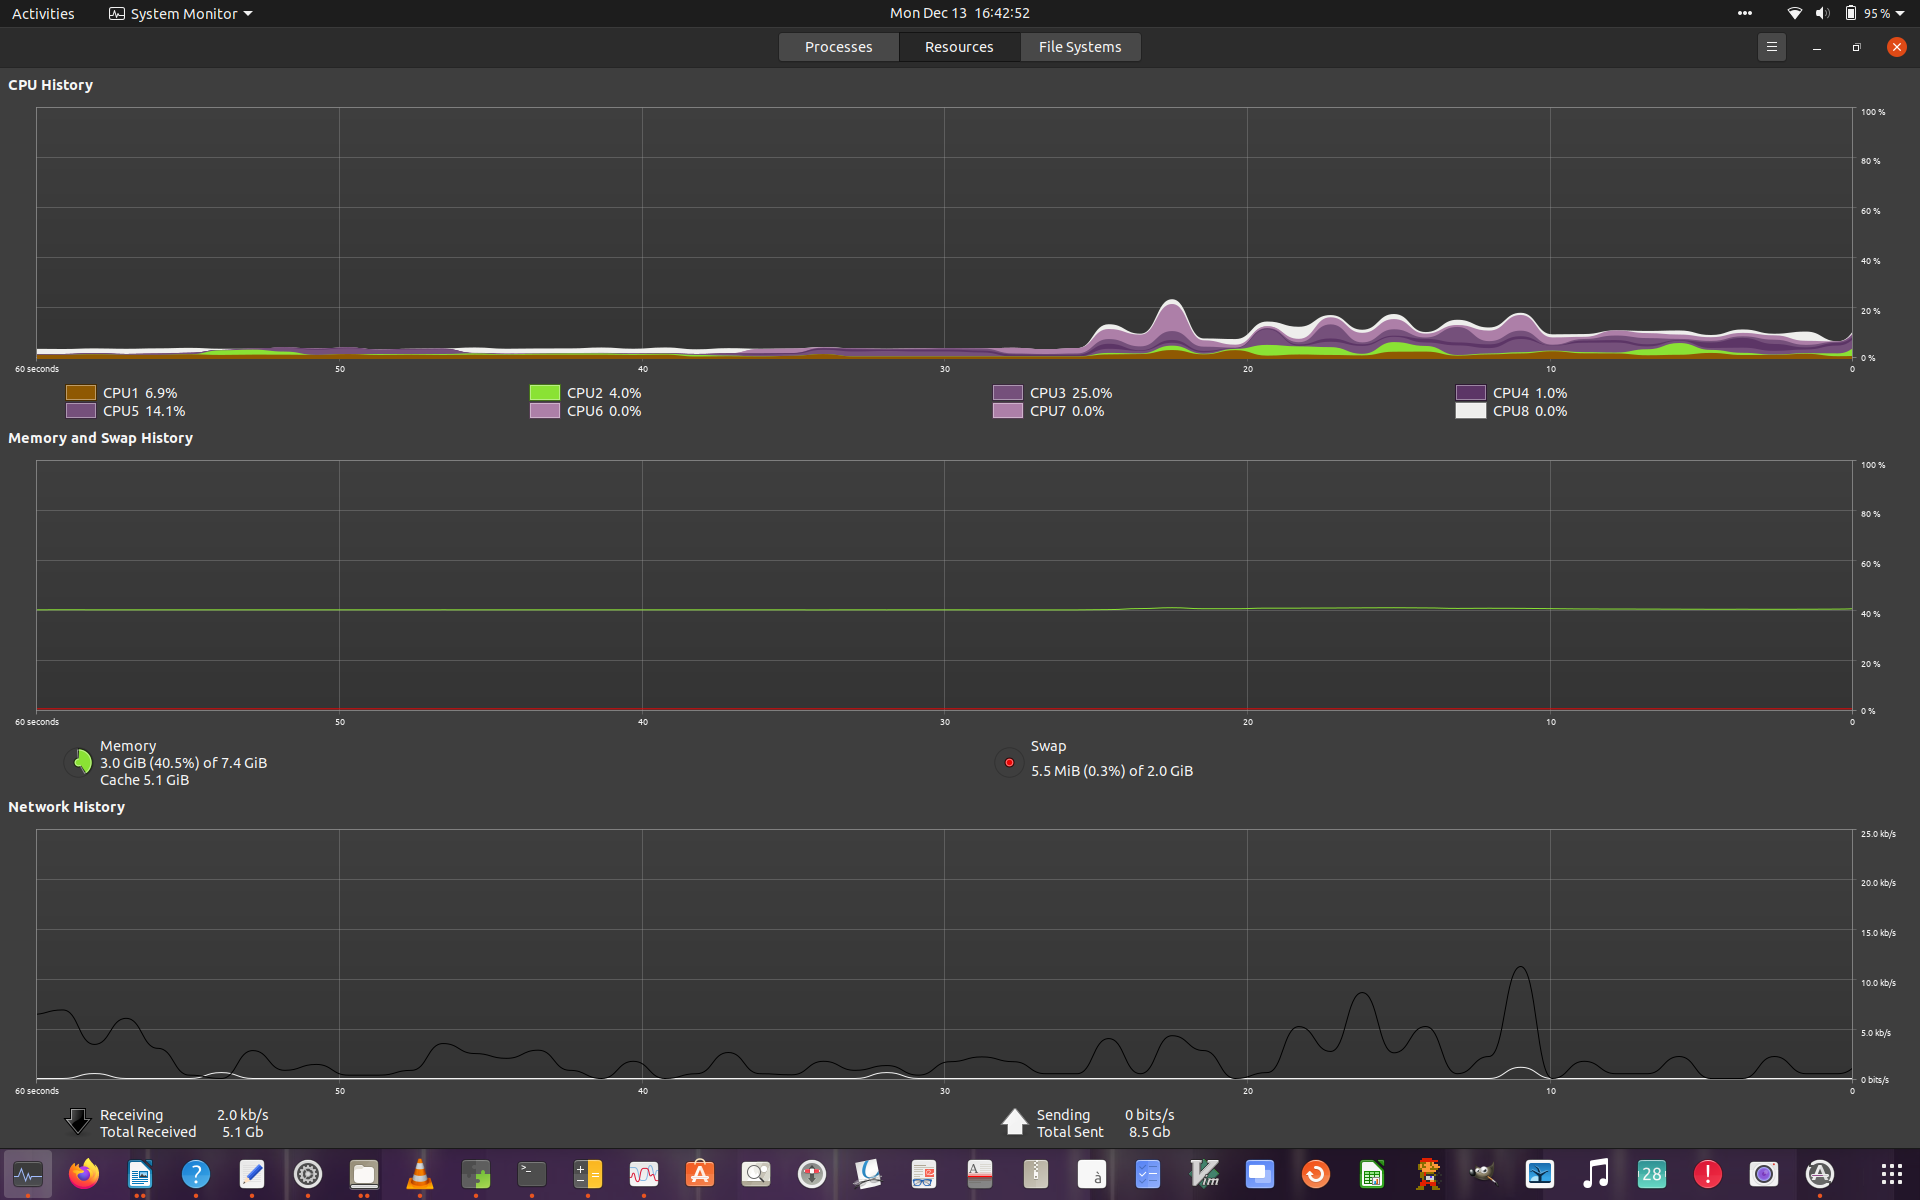 Activities
System Monitor
Mon Dec 13 16:42:52
95 %
Processes
Resources
File Systems
CPU History
100 %
80 %
60 %
40 %
20 %
0 %
60 seconds
50
40
30
20
10
0
CPU1 6.9%
CPU2 4.0%
CPU3 25.0%
CPU4 1.0%
CPU5 14.1%
CPU6 0.0%
CPU7 0.0%
CPU8 0.0%
Memory and Swap History
100 %
80 %
60 %
40 %
20 %
0 %
60 seconds
50
40
30
20
10
0
Memory
3.0 GiB (40.5%) of 7.4 GiB
Cache 5.1 GiB
Swap
5.5 MiB (0.3%) of 2.0 GiB
Network History
25.0 kb/s
20.0 kb/s
15.0 kb/s
10.0 kb/s
5.0 kb/s
0 bits/s
60 seconds
50
40
30
20
10
0
Receiving 2.0 kb/s
Total Received 5.1 Gb
Sending 0 bits/s
Total Sent 8.5 Gb
?
>_
A
à
Vim
28
!
A